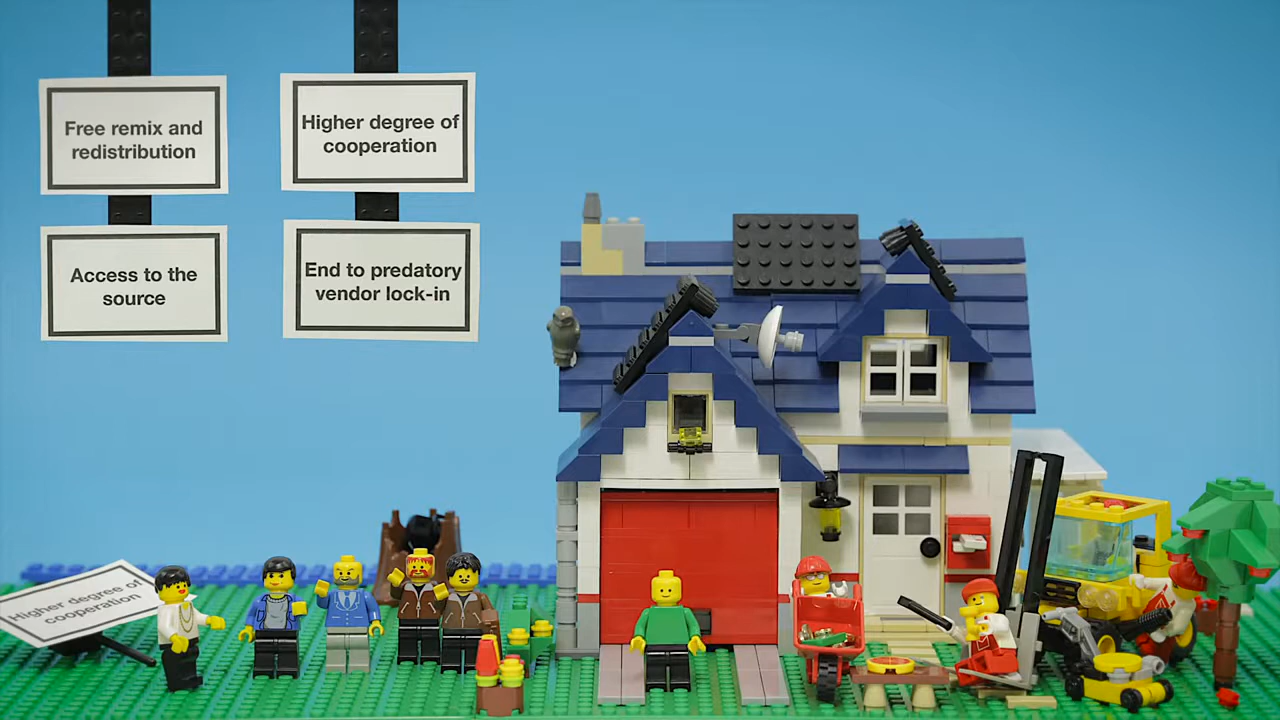 Free remix and
redistribution
Higher degree of
cooperation
Access to the
source
End to predatory
vendor lock-in
Higher degree of
cooperation